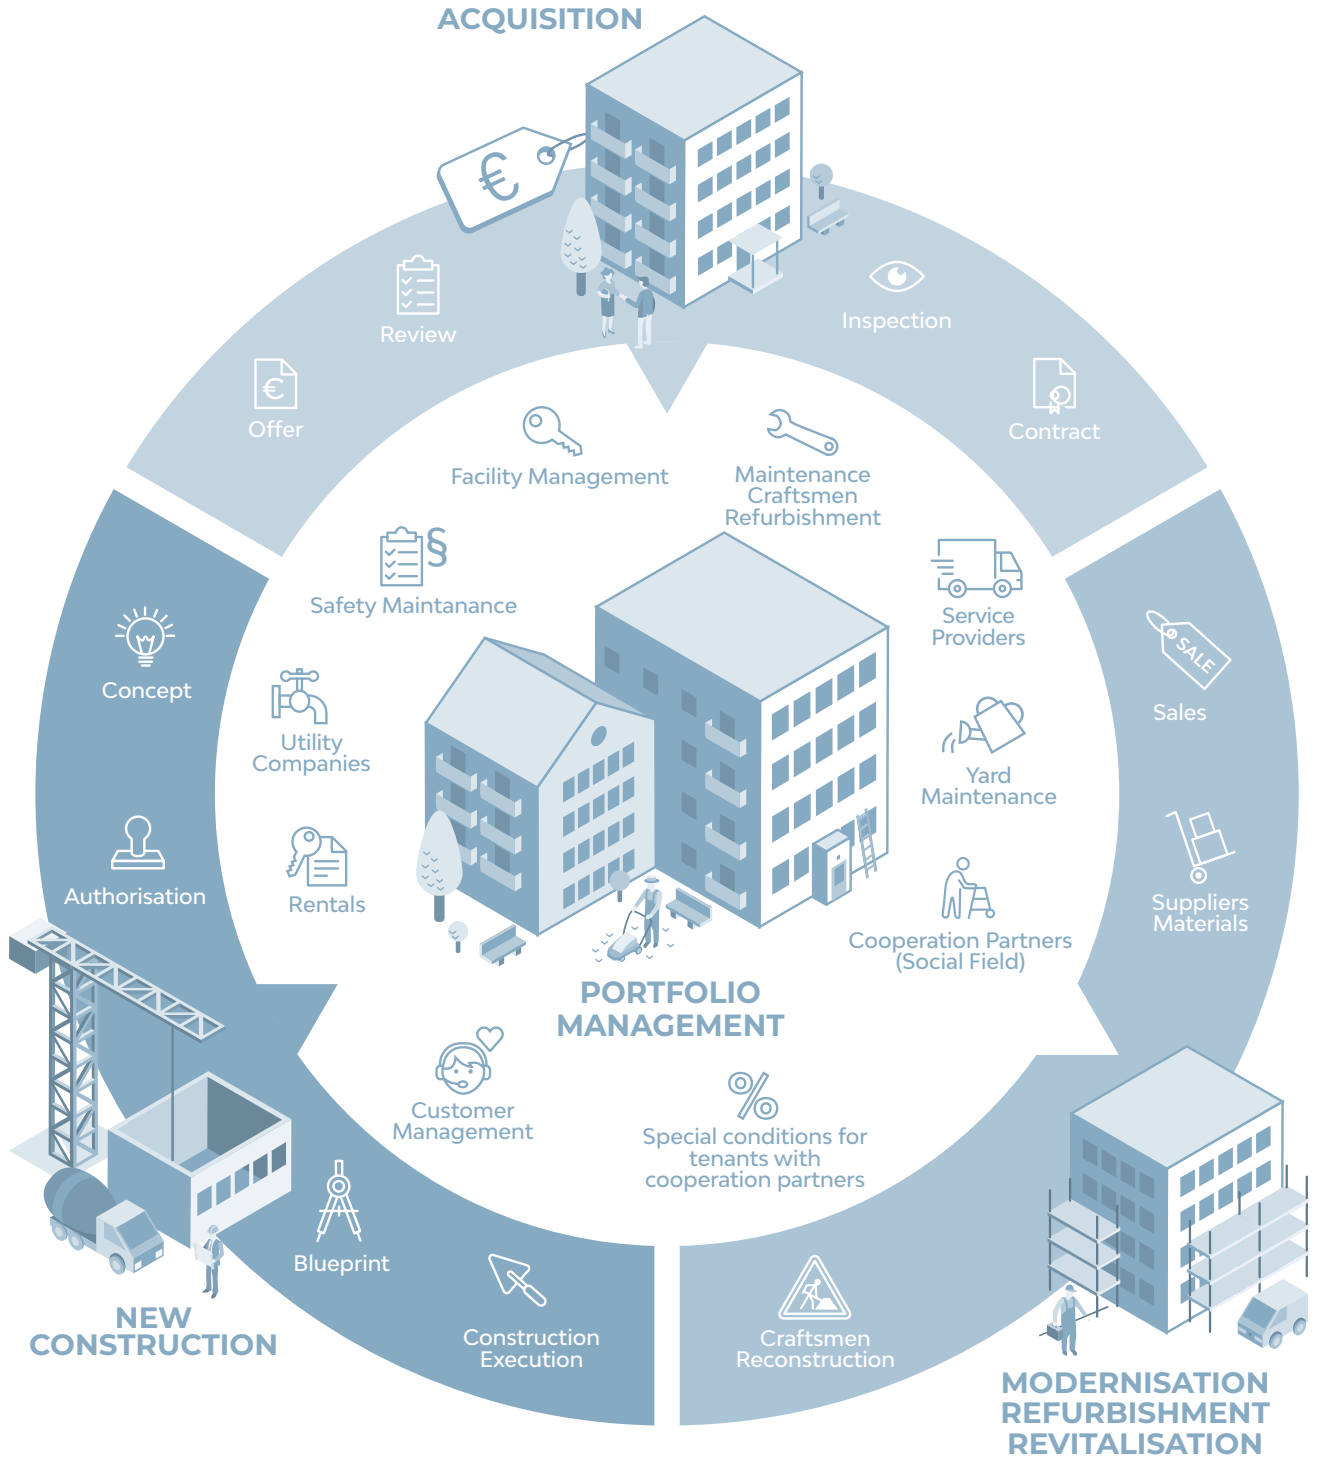 ACQUISITION
€
Review
Inspection
€
Offer
Contract
Facility Management
Maintenance
Craftsmen
Refurbishment
§
Safety Maintanance
Service
Providers
Concept
SALE
Sales
Utility
Companies
Yard
Maintenance
Authorisation
Rentals
Suppliers
Materials
Cooperation Partners
(Social Field)
PORTFOLIO
MANAGEMENT
Customer
Management
%
Special conditions for
tenants with
cooperation partners
Blueprint
Construction
Execution
Craftsmen
Reconstruction
NEW
CONSTRUCTION
MODERNISATION
REFURBISHMENT
REVITALISATION